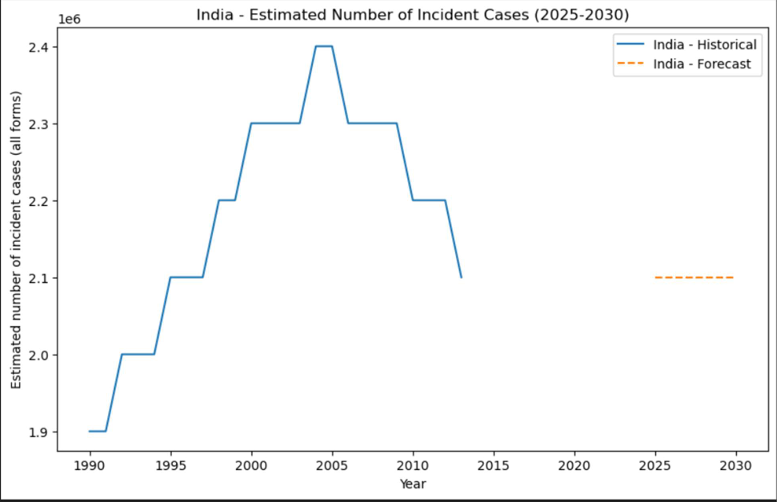 India - Estimated Number of Incident Cases (2025-2030)
1e6
India - Historical
India - Forecast
2.4
2.3
2.2
2.1
2.0
1.9
Estimated number of incident cases (all forms)
1990 1995 2000 2005 2010 2015 2020 2025 2030
Year